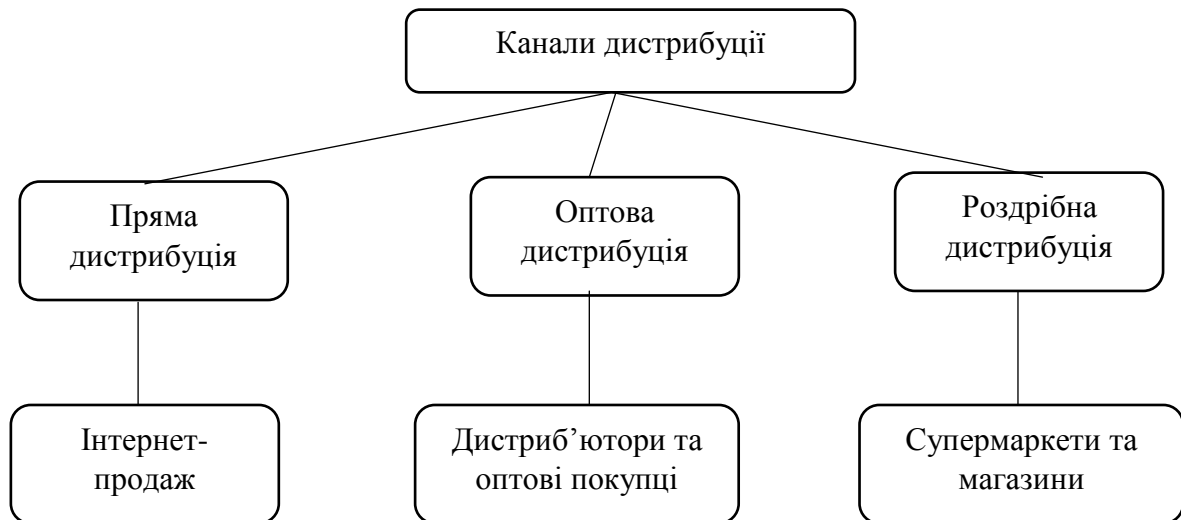 Канали дистрибуції
Пряма
дистрибуція
Оптова
дистрибуція
Роздрібна
дистрибуція
Інтернет-
продаж
Дистриб’ютори та
оптові покупці
Супермаркети та
магазини